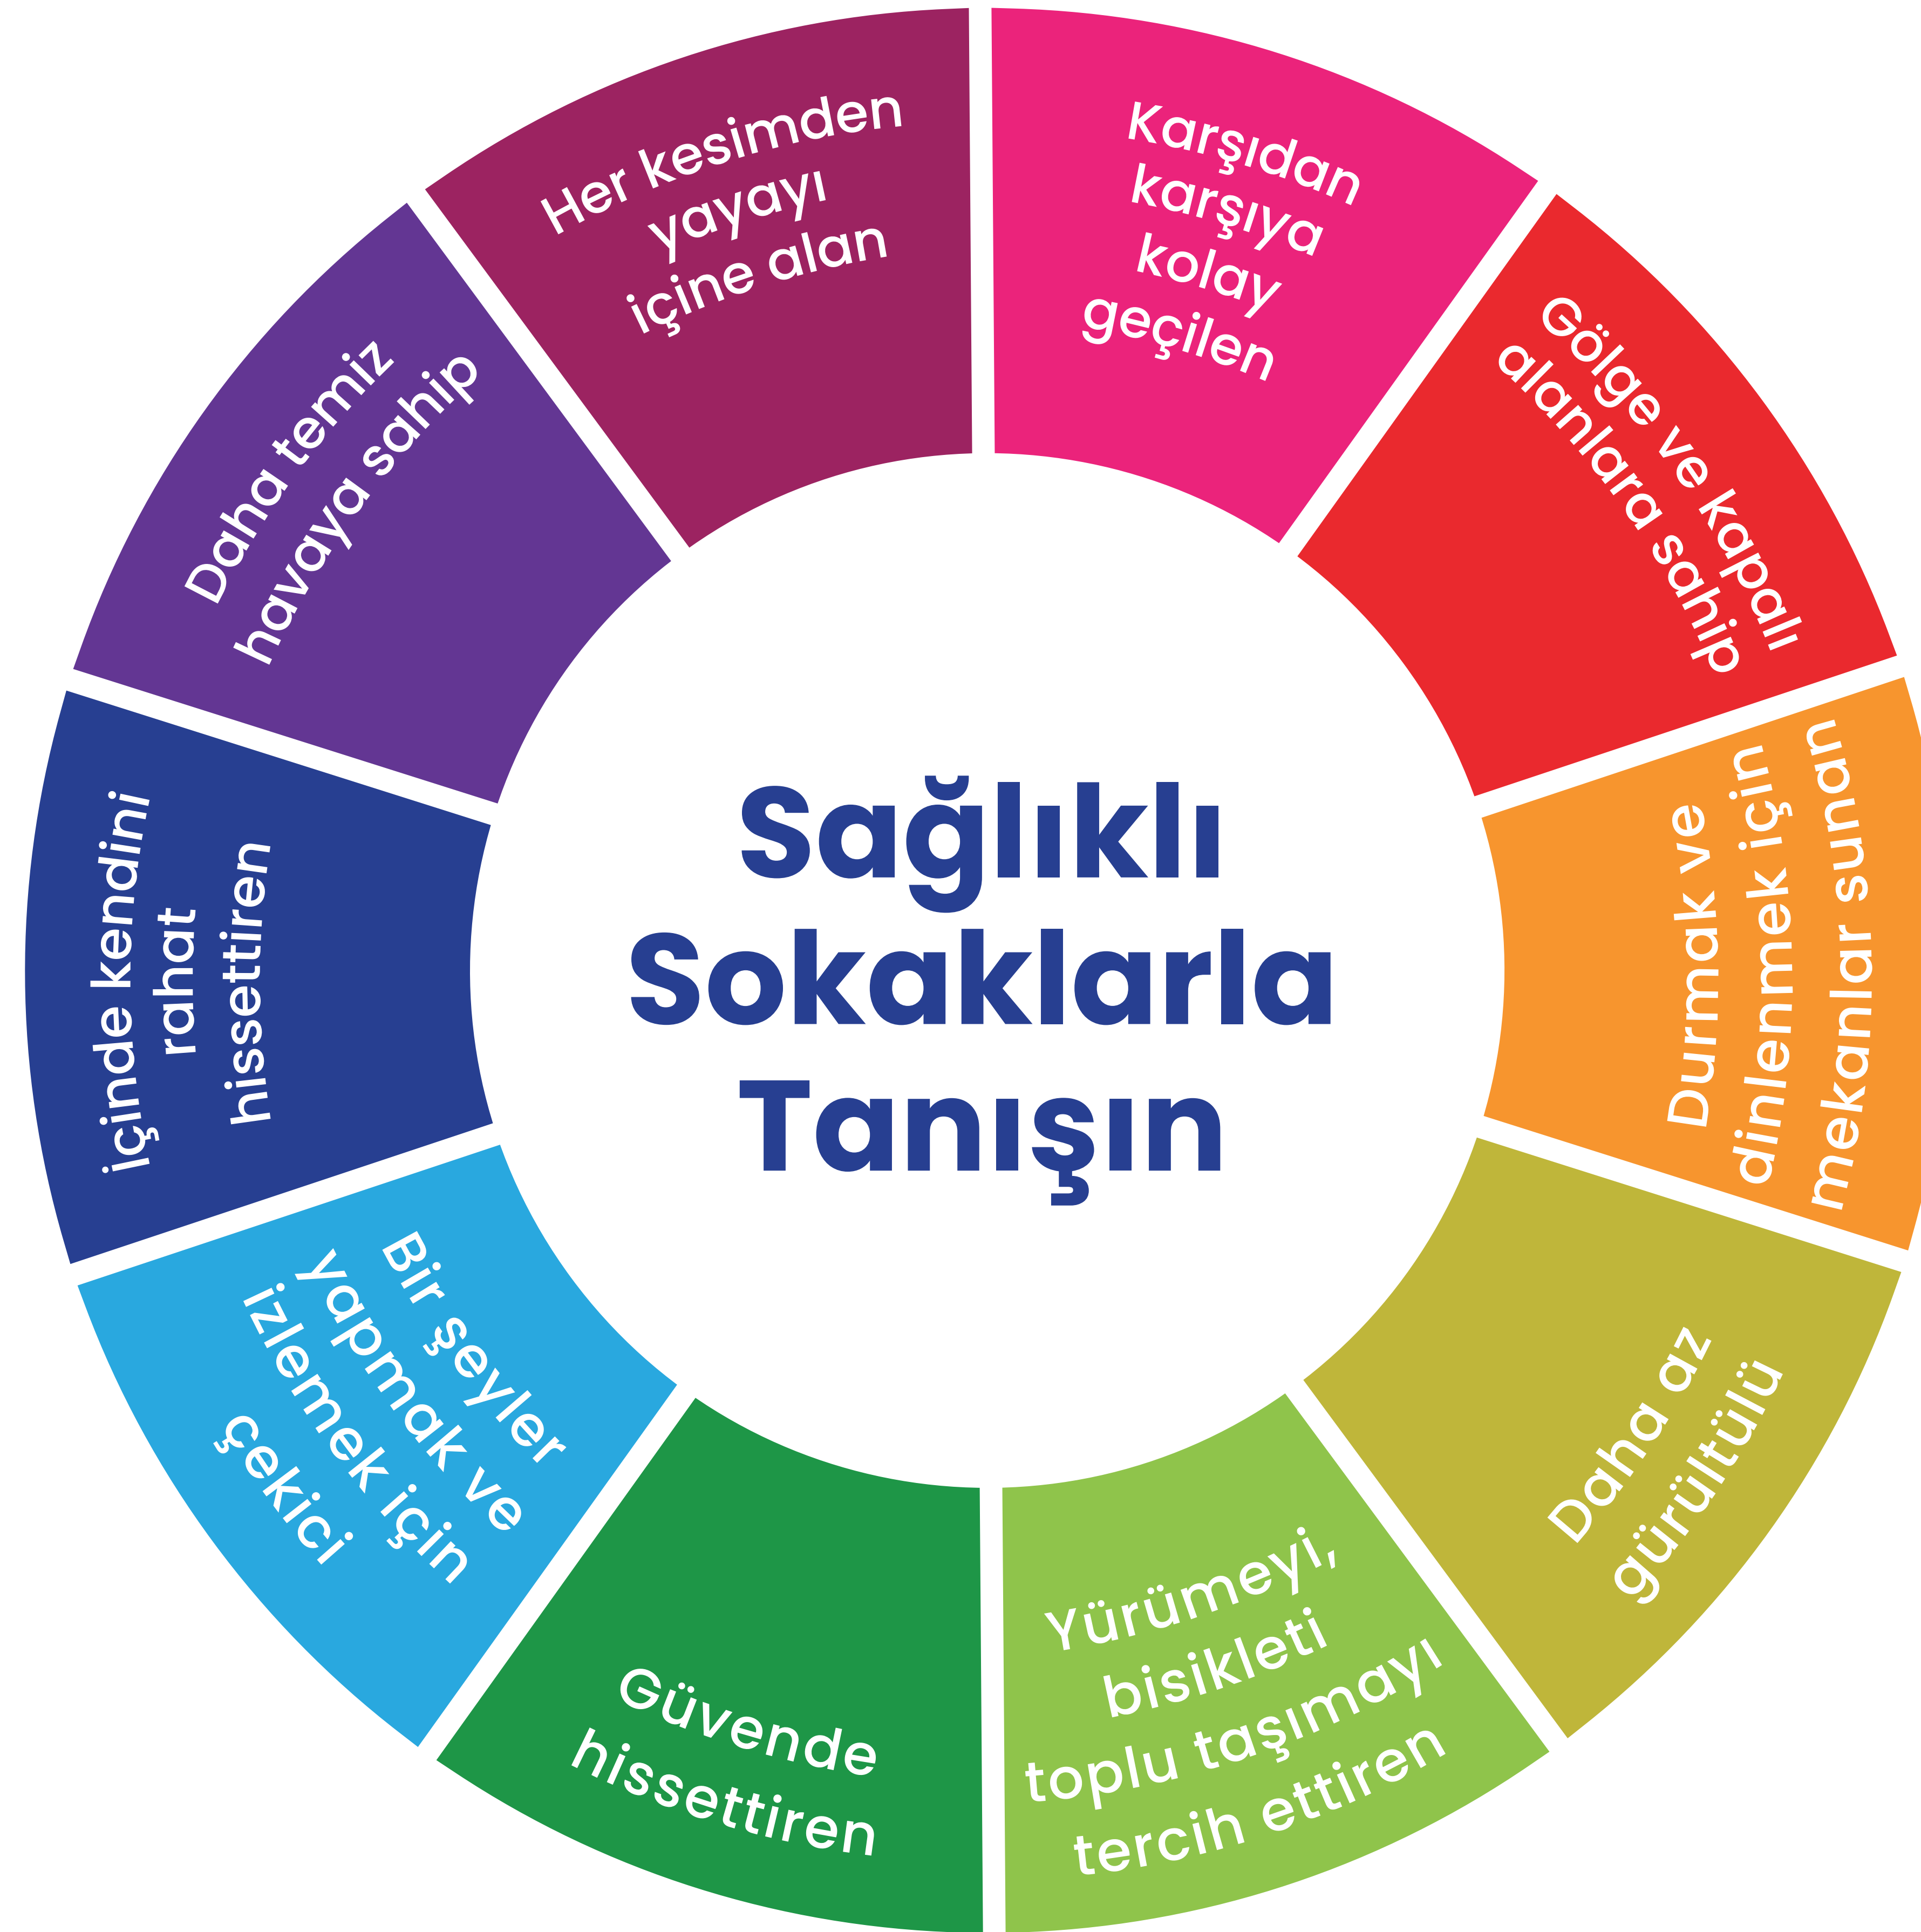 Sağlıklı
Sokaklarla
Tanışın
Her kesimden
yayayı
içine alan
Karşıdan
karşıya
kolay
geçilen
Gölge ve kapalı
alanlara sahip
Durmak ve
dinlenmek için
mekanlar sunan
Daha az
gürültülü
Yürümeyi,
bisikleti
toplu taşımayı
tercih ettiren
Güvende
hissettiren
Bir şeyler
Yapmak ve
izlemek için
çekici
içinde kendini
rahat
hissettiren
Daha temiz
havaya sahip